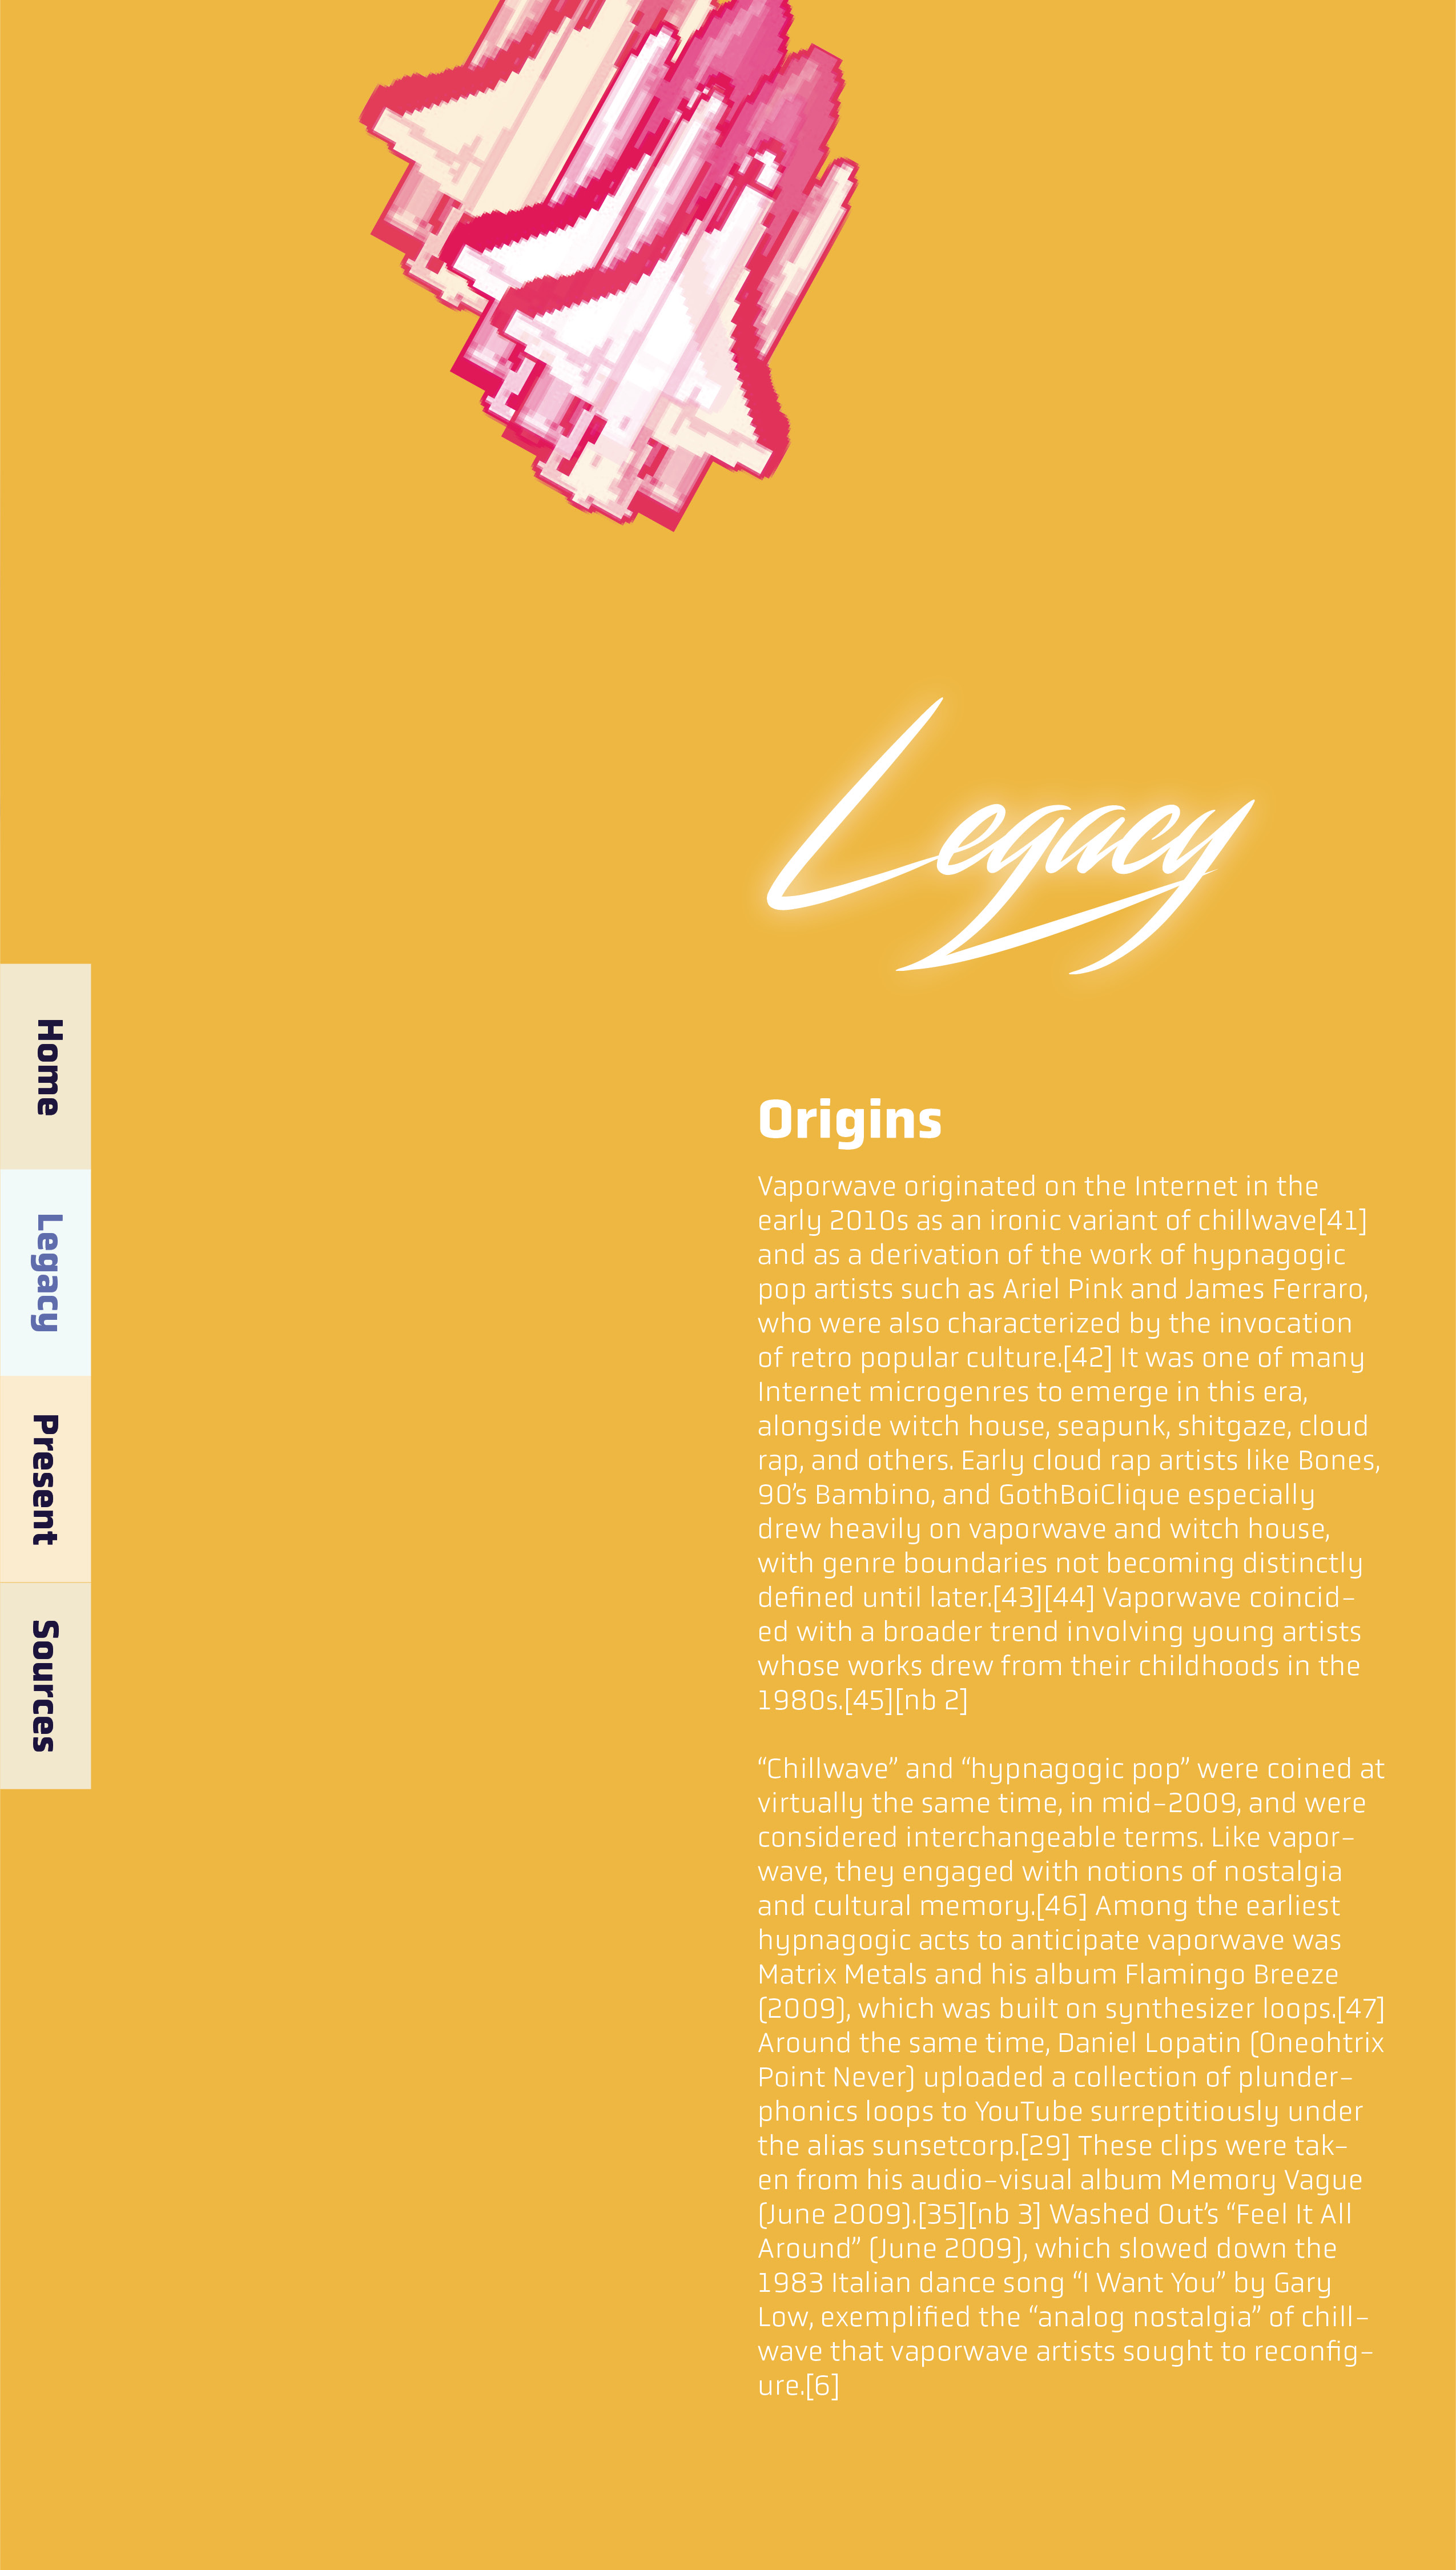 Legacy
Home
Legacy
Present
Sources
Origins
Vaporwave originated on the Internet in the
early 2010s as an ironic variant of chillwave[41]
and as a derivation of the work of hypnagogic
pop artists such as Ariel Pink and James Ferraro,
who were also characterized by the invocation
of retro popular culture.[42] It was one of many
Internet microgenres to emerge in this era,
alongside witch house, seapunk, shitgaze, cloud
rap, and others. Early cloud rap artists like Bones,
90’s Bambino, and GothBoiClique especially
drew heavily on vaporwave and witch house,
with genre boundaries not becoming distinctly
defined until later.[43][44] Vaporwave coincid-
ed with a broader trend involving young artists
whose works drew from their childhoods in the
1980s.[45][nb 2]
“Chillwave” and “hypnagogic pop” were coined at
virtually the same time, in mid-2009, and were
considered interchangeable terms. Like vapor-
wave, they engaged with notions of nostalgia
and cultural memory.[46] Among the earliest
hypnagogic acts to anticipate vaporwave was
Matrix Metals and his album Flamingo Breeze
(2009), which was built on synthesizer loops.[47]
Around the same time, Daniel Lopatin (Oneohtrix
Point Never) uploaded a collection of plunder-
phonics loops to YouTube surreptitiously under
the alias sunsetcorp.[29] These clips were tak-
en from his audio-visual album Memory Vague
(June 2009).[35][nb 3] Washed Out’s “Feel It All
Around” (June 2009), which slowed down the
1983 Italian dance song “I Want You” by Gary
Low, exemplified the “analog nostalgia” of chill-
wave that vaporwave artists sought to reconfig-
ure.[6]